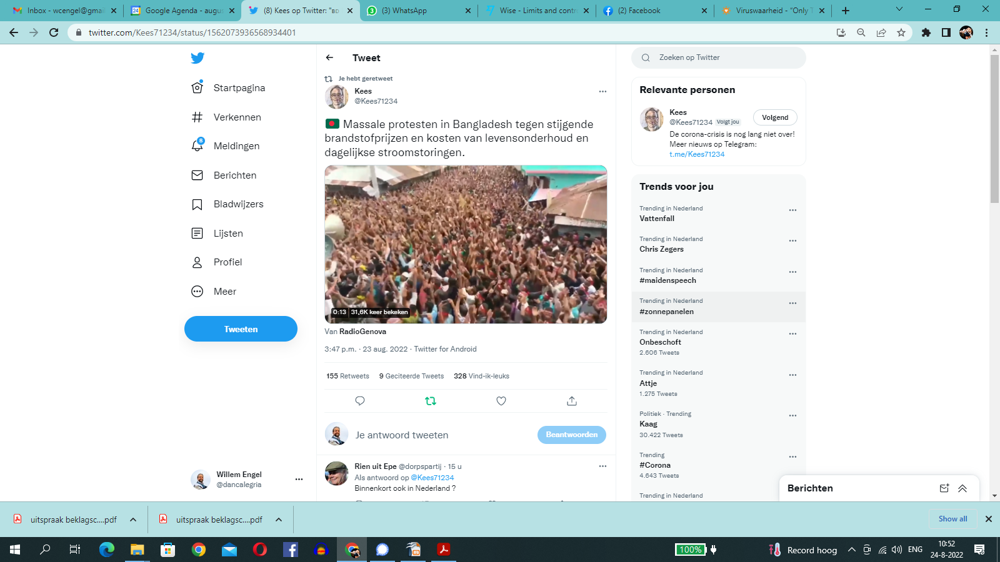 Inbox - wcengel@gmai
Google Agenda - augus
(8) Kees op Twitter: "BD
(3) WhatsApp
Wise - Limits and contr
(2) Facebook
Viruswaarheid - "Only T
twitter.com/Kees71234/status/1562073936568934401
Startpagina
Verkennen
8
Meldingen
Berichten
Bladwijzers
Lijsten
Profiel
Meer
Tweeten
Willem Engel
@dancalegria
Tweet
Je hebt geretweet
Kees
@Kees71234
Massale protesten in Bangladesh tegen stijgende
brandstofprijzen en kosten van levensonderhoud en
dagelijkse stroomstoringen.
0:13 31,6K keer bekeken
Van RadioGenova
3:47 p.m. · 23 aug. 2022 · Twitter for Android
155 Retweets 9 Geciteerde Tweets 328 Vind-ik-leuks
Je antwoord tweeten
Beantwoorden
Rien uit Epe @dorpspartij · 15 u
Als antwoord op @Kees71234
Binnenkort ook in Nederland ?
Zoeken op Twitter
Relevante personen
Kees
@Kees71234 Volgt jou
Volgend
De corona-crisis is nog lang niet over!
Meer nieuws op Telegram:
t.me/Kees71234
Trends voor jou
Trending in Nederland
Vattenfall
Trending in Nederland
Chris Zegers
Trending in Nederland
#maidenspeech
Trending in Nederland
#zonnepanelen
Trending in Nederland
Onbeschoft
2.606 Tweets
Trending in Nederland
Attje
1.275 Tweets
Politiek · Trending
Kaag
30.422 Tweets
Trending
#Corona
4.643 Tweets
Trending in Nederland
Berichten
uitspraak beklagsc....pdf
uitspraak beklagsc....pdf
Show all
100%
Record hoog
ENG
10:52
24-8-2022